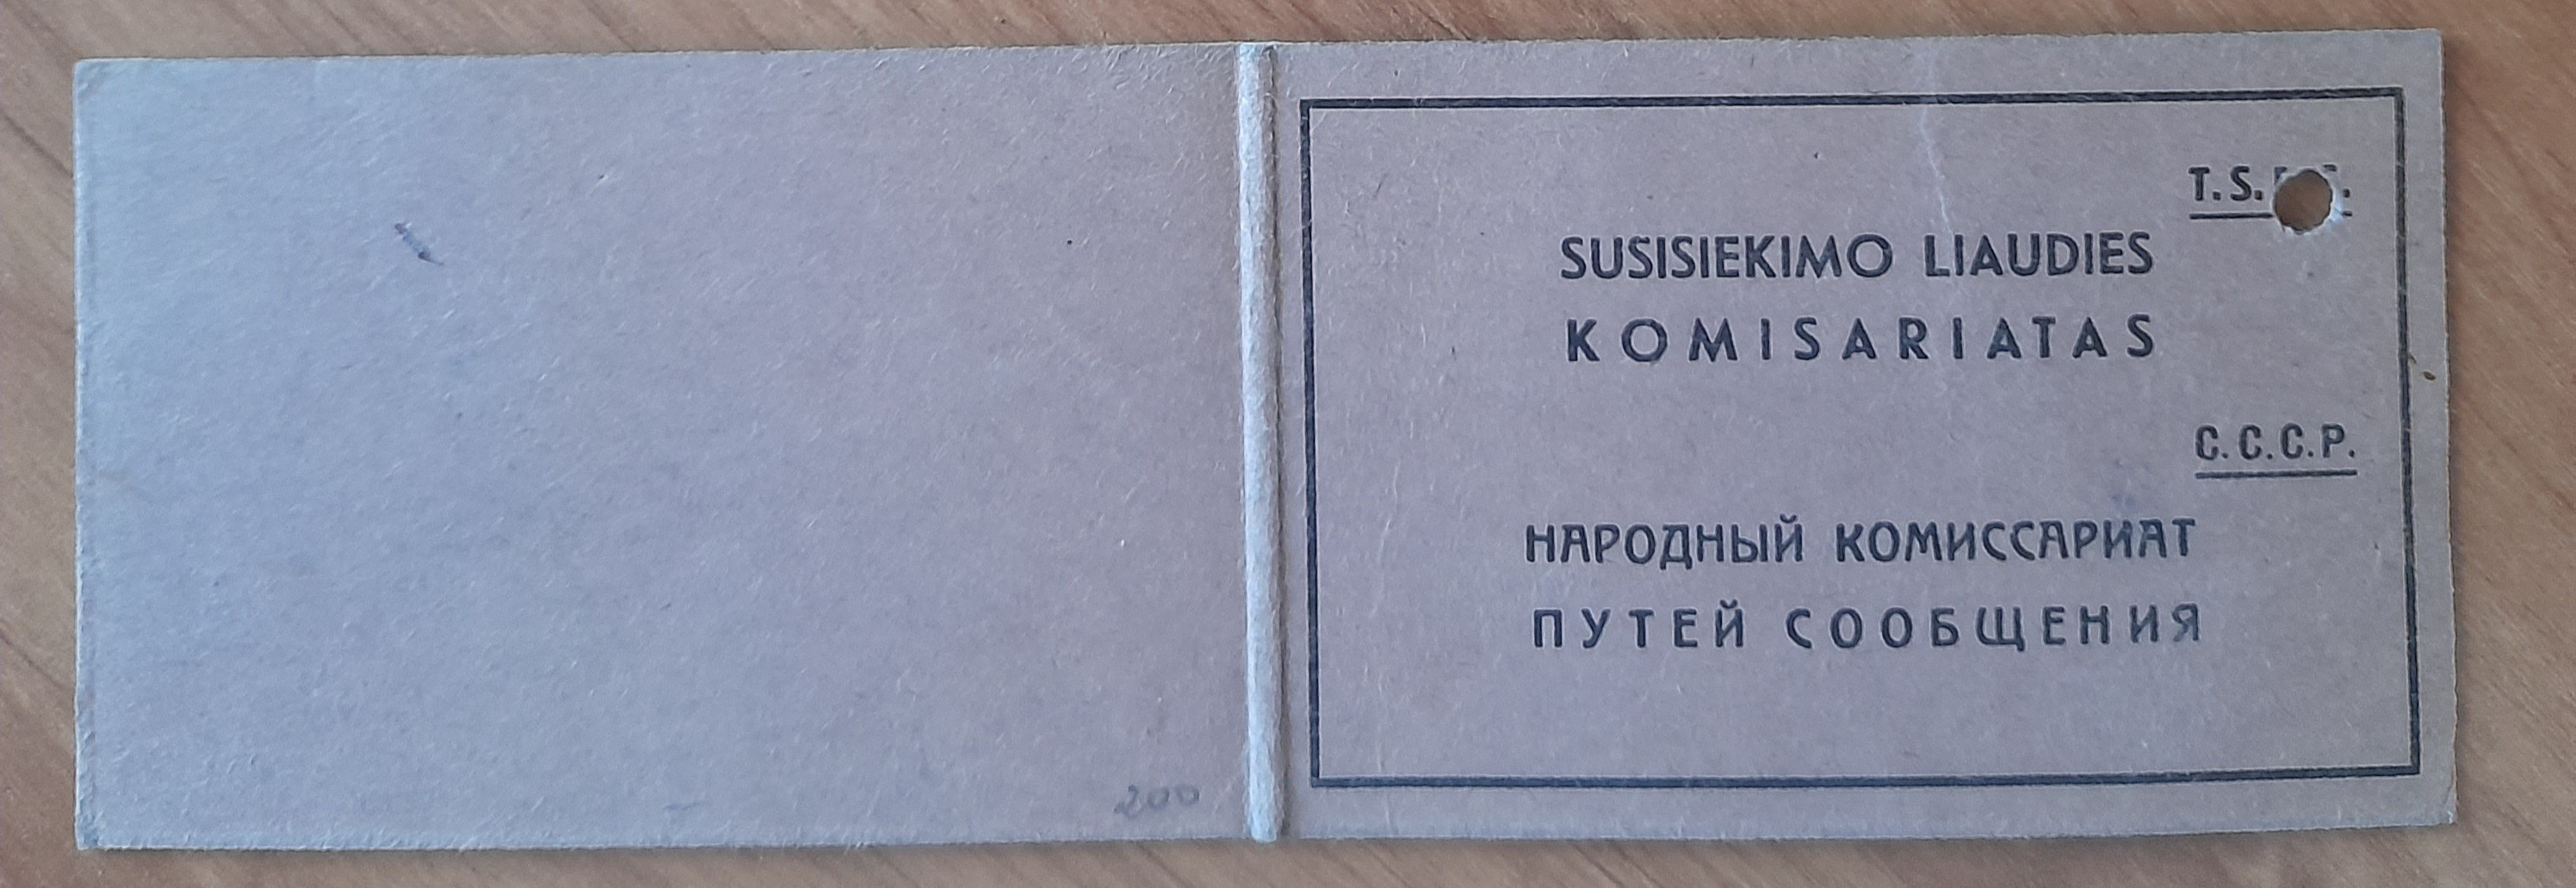 200
T. S.
SUSISIEKIMO LIAUDIES
KOMISARIATAS
С. С. С. Р.
НАРОДНЫЙ КОМИССАРИАТ
ПУТЕЙ СООБЩЕНИЯ